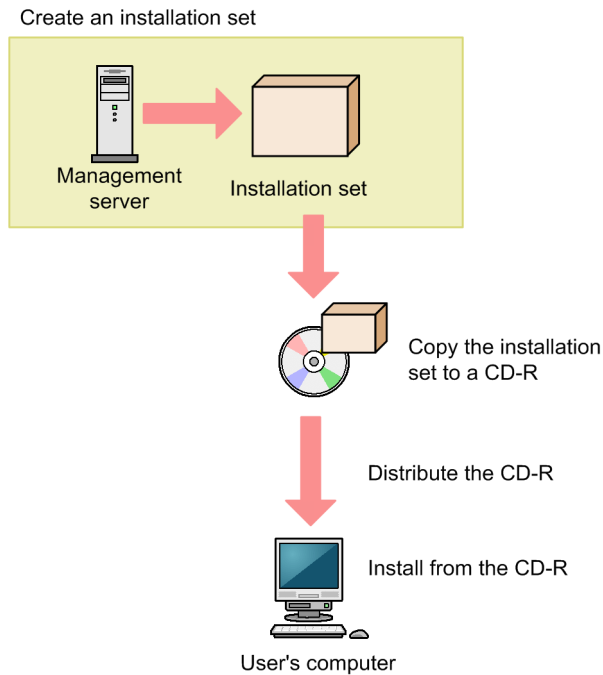 Create an installation set
Management
server
Installation set
Copy the installation
set to a CD-R
Distribute the CD-R
Install from the CD-R
User's computer